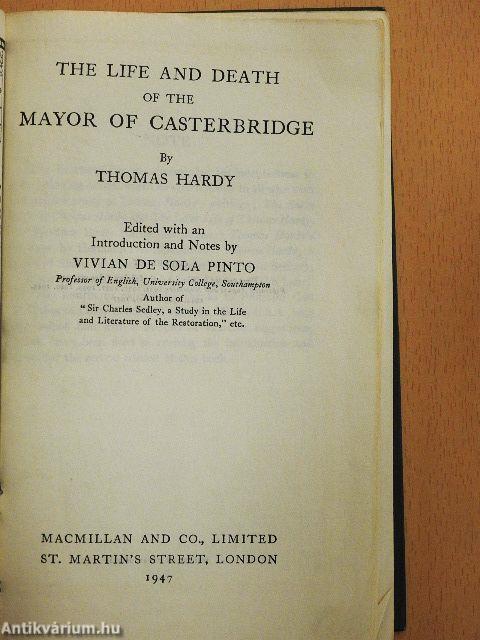 THE LIFE AND DEATH
OF THE
MAYOR OF CASTERBRIDGE
By
THOMAS HARDY
Edited with an
Introduction and Notes by
VIVIAN DE SOLA PINTO
Professor of English, University College, Southampton
Author of
"Sir Charles Sedley, a Study in the Life
and Literature of the Restoration," etc.
MACMILLAN AND CO., LIMITED
ST. MARTIN'S STREET, LONDON
1947
Antikvárium.hu